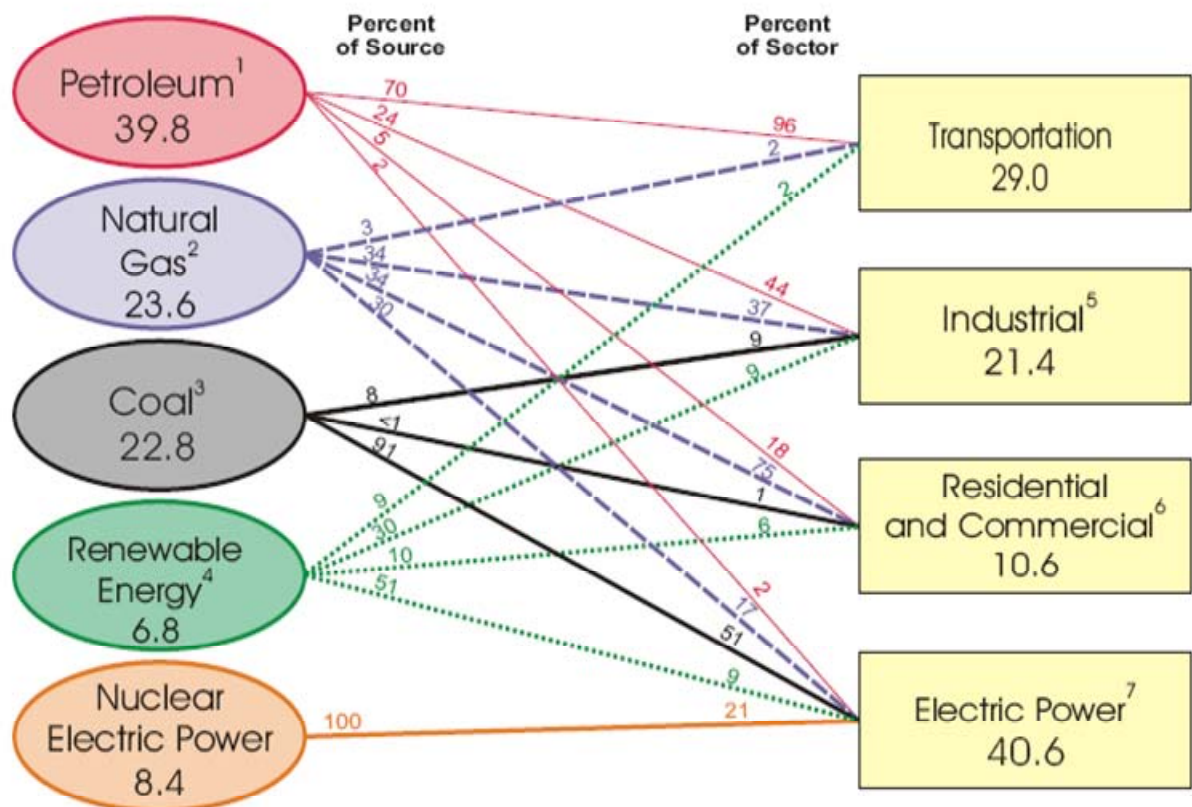 Percent
of Source
Percent
of Sector
Petroleum¹
39.8
Natural
Gas²
23.6
Coal³
22.8
Renewable
Energy⁴
6.8
Nuclear
Electric Power
8.4
70
24
5
2
3
34
34
30
8
<1
91
9
30
10
51
100
96
2
2
44
37
9
9
18
75
1
6
2
17
51
9
21
Transportation
29.0
Industrial⁵
21.4
Residential
and Commercial⁶
10.6
Electric Power⁷
40.6